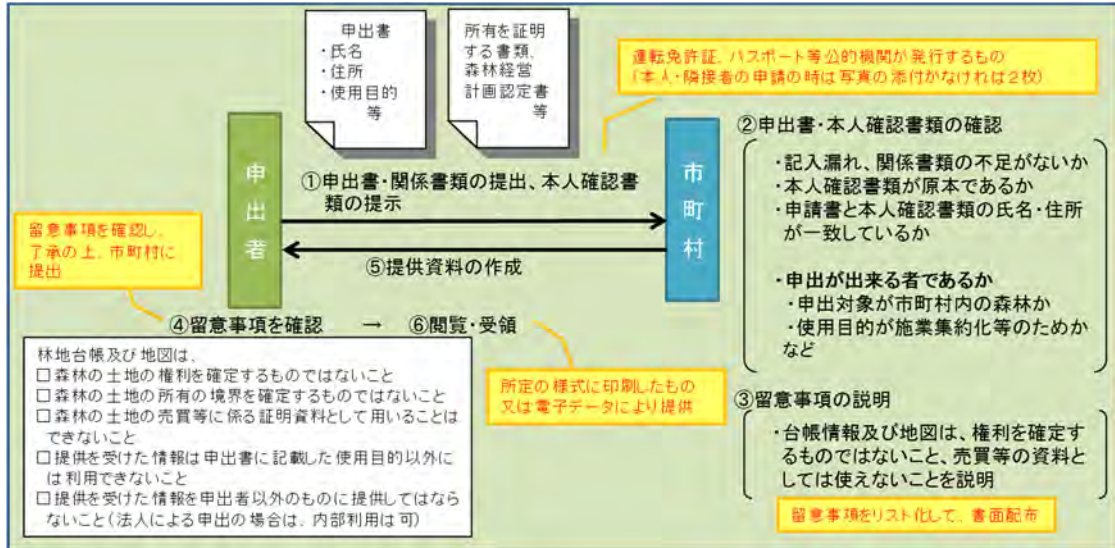 申出書
・氏名
・住所
・使用目的
等
所有を証明
する書類、
森林経営
計画認定書
等
運転免許証、パスポート等公的機関が発行するもの
(本人・隣接者の申請の時は写真の添付がなければ2枚)
申出者
市町村
①申出書・関係書類の提出、本人確認書
類の提示
⑤提供資料の作成
②申出書・本人確認書類の確認
・記入漏れ、関係書類の不足がないか
・本人確認書類が原本であるか
・申請書と本人確認書類の氏名・住所
が一致しているか
・申出が出来る者であるか
・申出対象が市町村内の森林か
・使用目的が施業集約化等のためか
など
③留意事項の説明
・台帳情報及び地図は、権利を確定す
るものではないこと、売買等の資料と
しては使えないことを説明
留意事項をリスト化して、書面配布
留意事項を確認し、
了承の上、市町村に
提出
④留意事項を確認 → ⑥閲覧・受領
林地台帳及び地図は、
□森林の土地の権利を確定するものではないこと
□森林の土地の所有の境界を確定するものではないこと
□森林の土地の売買等に係る証明資料として用いることは
できないこと
□提供を受けた情報は申出書に記載した使用目的以外に
は利用できないこと
□提供を受けた情報を申出者以外のものに提供してはなら
ないこと(法人による申出の場合は、内部利用は可)
所定の様式に印刷したもの
又は電子データにより提供